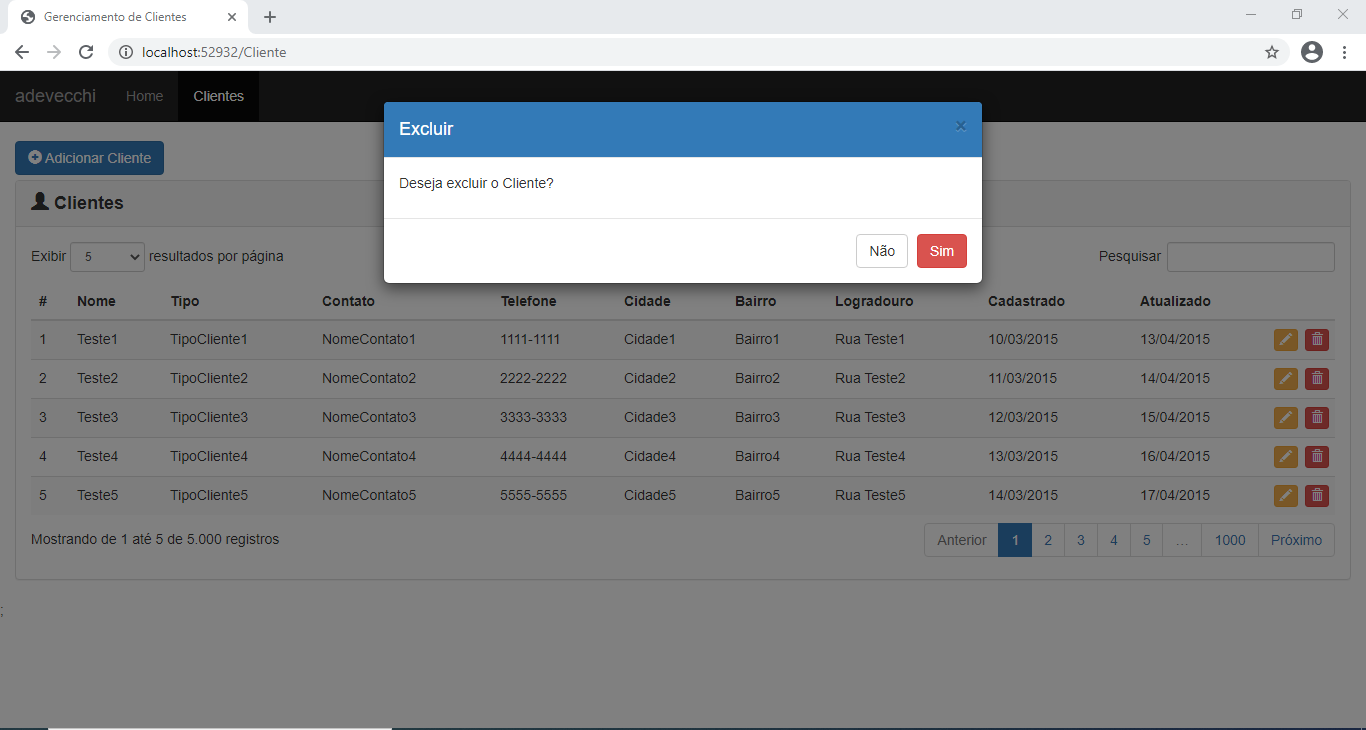 Gerenciamento de Clientes
localhost:52932/Cliente
adevecchi Home Clientes
Excluir ×
Deseja excluir o Cliente?
Não Sim
Adicionar Cliente
Clientes
Exibir 5 resultados por página
Pesquisar
# Nome Tipo Contato Telefone Cidade Bairro Logradouro Cadastrado Atualizado
1 Teste1 TipoCliente1 NomeContato1 1111-1111 Cidade1 Bairro1 Rua Teste1 10/03/2015 13/04/2015
2 Teste2 TipoCliente2 NomeContato2 2222-2222 Cidade2 Bairro2 Rua Teste2 11/03/2015 14/04/2015
3 Teste3 TipoCliente3 NomeContato3 3333-3333 Cidade3 Bairro3 Rua Teste3 12/03/2015 15/04/2015
4 Teste4 TipoCliente4 NomeContato4 4444-4444 Cidade4 Bairro4 Rua Teste4 13/03/2015 16/04/2015
5 Teste5 TipoCliente5 NomeContato5 5555-5555 Cidade5 Bairro5 Rua Teste5 14/03/2015 17/04/2015
Mostrando de 1 até 5 de 5.000 registros
Anterior 1 2 3 4 5 ... 1000 Próximo
;